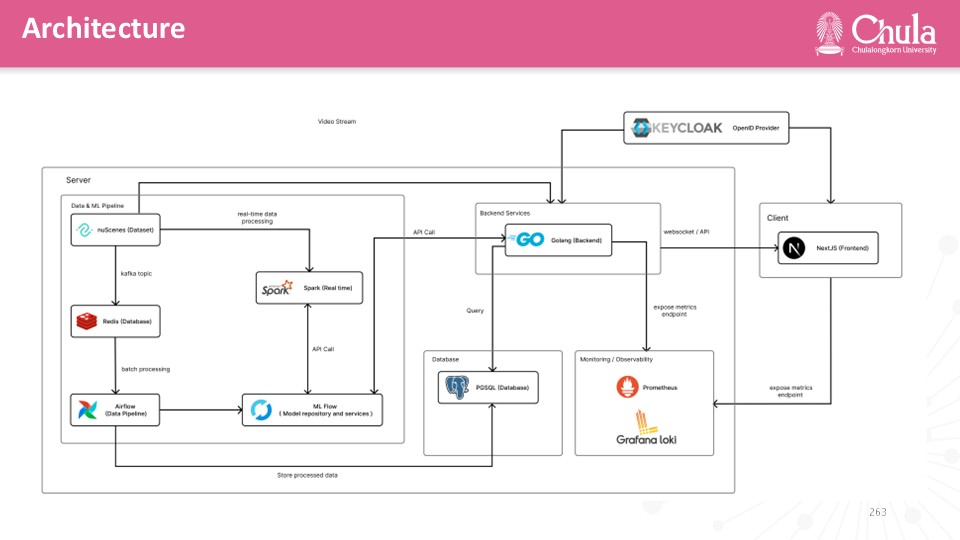 Architecture
Chula
Chulalongkorn University
Video Stream
KEYCLOAK OpenID Provider
Server
Data & ML Pipeline
nuScenes (Dataset)
real-time data
processing
kafka topic
Spark
Spark (Real time)
Redis (Database)
API Call
batch processing
Airflow
(Data Pipeline)
ML Flow
( Model repository and services )
Store processed data
API Call
Backend Services
GO
Golang (Backend)
websocket / API
Client
N
NextJS (Frontend)
Query
expose metrics
endpoint
Database
PGSQL (Database)
Monitoring / Observability
Prometheus
Grafana loki
expose metrics
endpoint
263